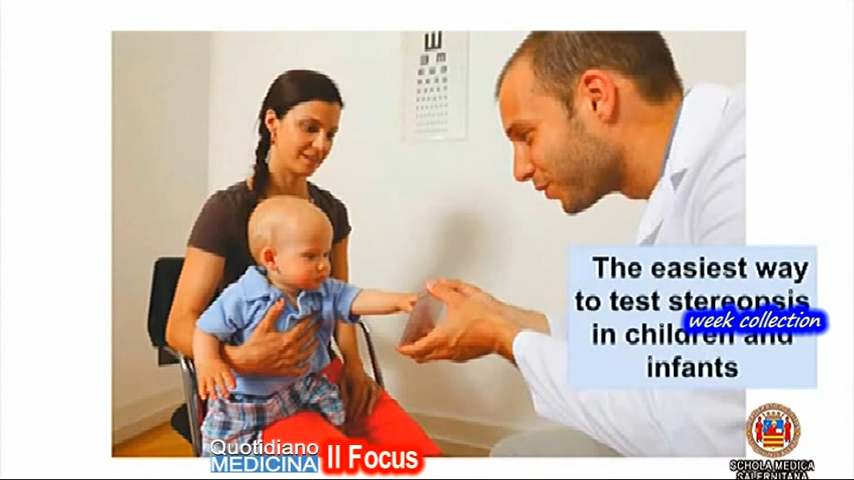 The easiest way
to test stereopsis
week collection
in children and
infants
Quotidiano
MEDICINA Il Focus
SCHOLA MEDICA
SALERNITANA